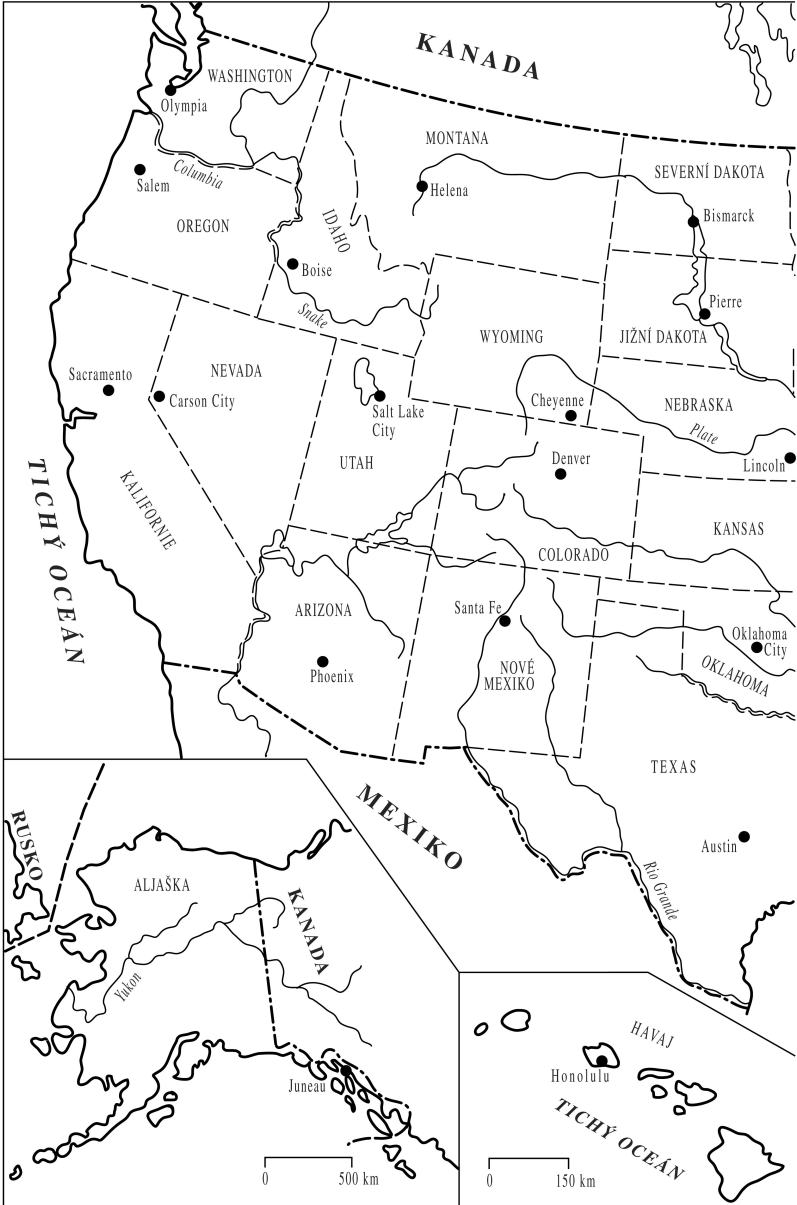 KANADA
WASHINGTON
Olympia
MONTANA
SEVERNÍ DAKOTA
Columbia
Salem
Helena
OREGON
IDAHO
Bismarck
Boise
Snake
Pierre
WYOMING
JIŽNÍ DAKOTA
NEVADA
Sacramento
Carson City
Salt Lake
City
Cheyenne
NEBRASKA
Plate
Lincoln
UTAH
Denver
TICHÝ OCEÁN
KALIFORNIE
KANSAS
COLORADO
ARIZONA
Santa Fe
Oklahoma
City
OKLAHOMA
Phoenix
NOVÉ
MEXIKO
TEXAS
MEXIKO
Austin
Rio Grande
RUSKO
ALJAŠKA
KANADA
Yukon
Juneau
0 500 km
HAVAJ
Honolulu
TICHÝ OCEÁN
0 150 km